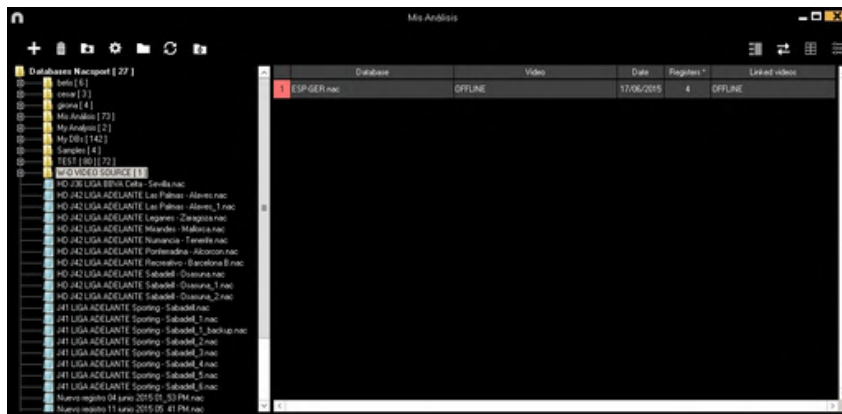 Mis Análisis
Databases Nacsport [ 27 ]
beto [ 6 ]
cesar [ 3 ]
girona [ 4 ]
Mis Análisis [ 73 ]
My Analysis [ 2 ]
My DBs [ 142 ]
Samples [ 4 ]
TEST [ 80 ] [ 72 ]
W-O VIDEO SOURCE [ 1 ]
HD J36 LIGA BBVA Celta - Sevilla.nac
HD J42 LIGA ADELANTE Las Palmas - Alaves.nac
HD J42 LIGA ADELANTE Las Palmas - Alaves_1.nac
HD J42 LIGA ADELANTE Leganes - Zaragoza.nac
HD J42 LIGA ADELANTE Mirandes - Mallorca.nac
HD J42 LIGA ADELANTE Numancia - Tenerife.nac
HD J42 LIGA ADELANTE Ponferradina - Alcorcon.nac
HD J42 LIGA ADELANTE Recreativo - Barcelona B.nac
HD J42 LIGA ADELANTE Sabadell - Osasuna.nac
HD J42 LIGA ADELANTE Sabadell - Osasuna_1.nac
HD J42 LIGA ADELANTE Sabadell - Osasuna_2.nac
J41 LIGA ADELANTE Sporting - Sabadell.nac
J41 LIGA ADELANTE Sporting - Sabadell_1.nac
J41 LIGA ADELANTE Sporting - Sabadell_1_backup.nac
J41 LIGA ADELANTE Sporting - Sabadell_2.nac
J41 LIGA ADELANTE Sporting - Sabadell_3.nac
J41 LIGA ADELANTE Sporting - Sabadell_4.nac
J41 LIGA ADELANTE Sporting - Sabadell_5.nac
J41 LIGA ADELANTE Sporting - Sabadell_6.nac
Nuevo registro 04 junio 2015 01_53 PM.nac
Nuevo registro 11 junio 2015 05_41 PM.nac
Database Video Date Registers * Linked videos
1 ESP-GER.nac OFFLINE 17/06/2015 4 OFFLINE